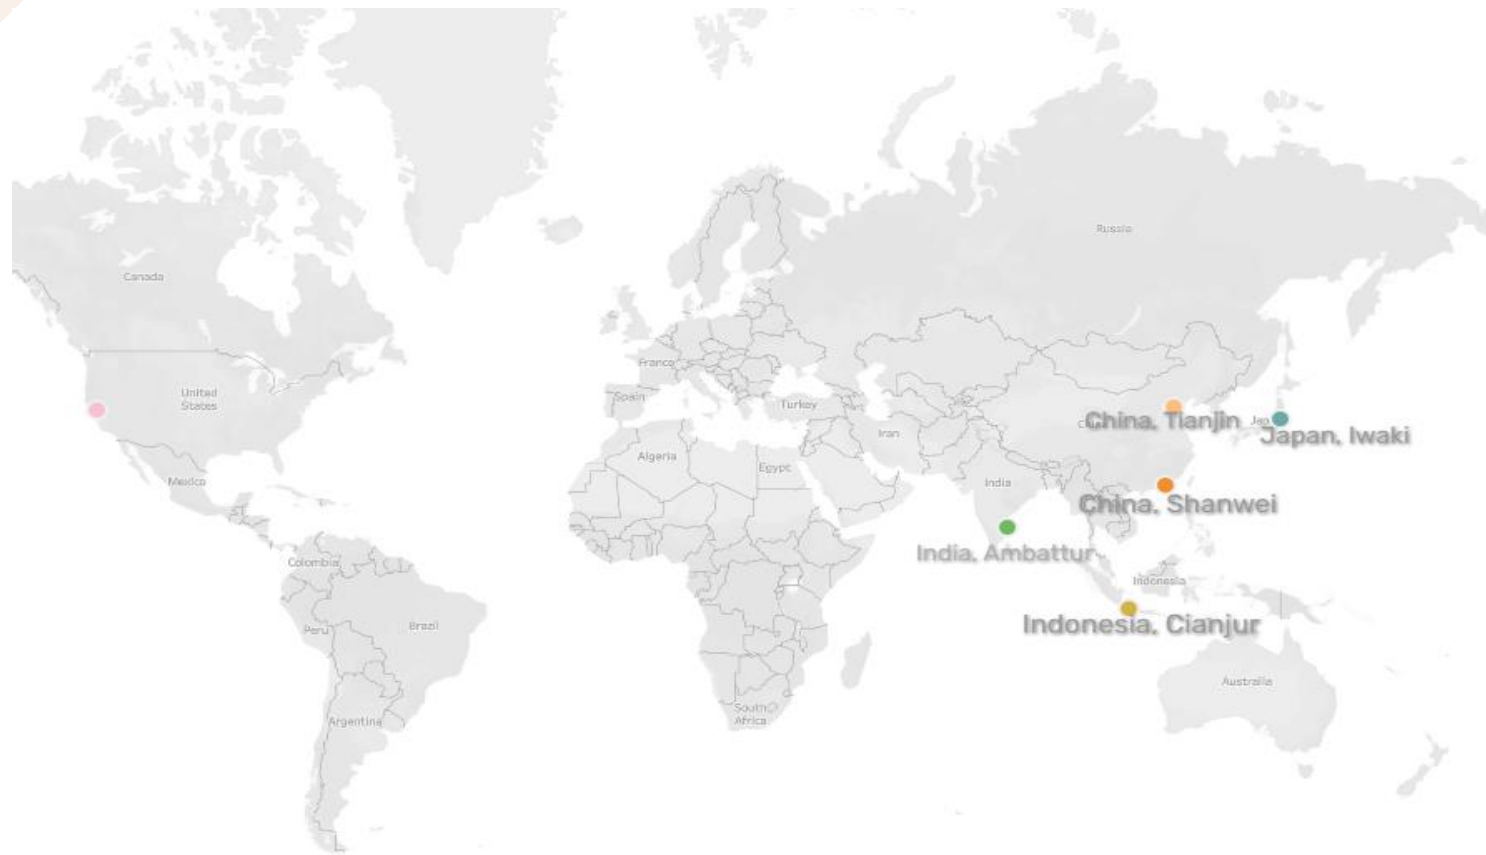 Russia
Canada
France
United
States
Spain
Turkey
China, Tianjin
Jap
Japan, Iwaki
Iran
Algeria
Egypt
Mexico
India
China, Shanwei
India, Ambattur
Colombia
Indonesia
Indonesia, Cianjur
Peru
Brazil
Australia
South
Africa
Argentina